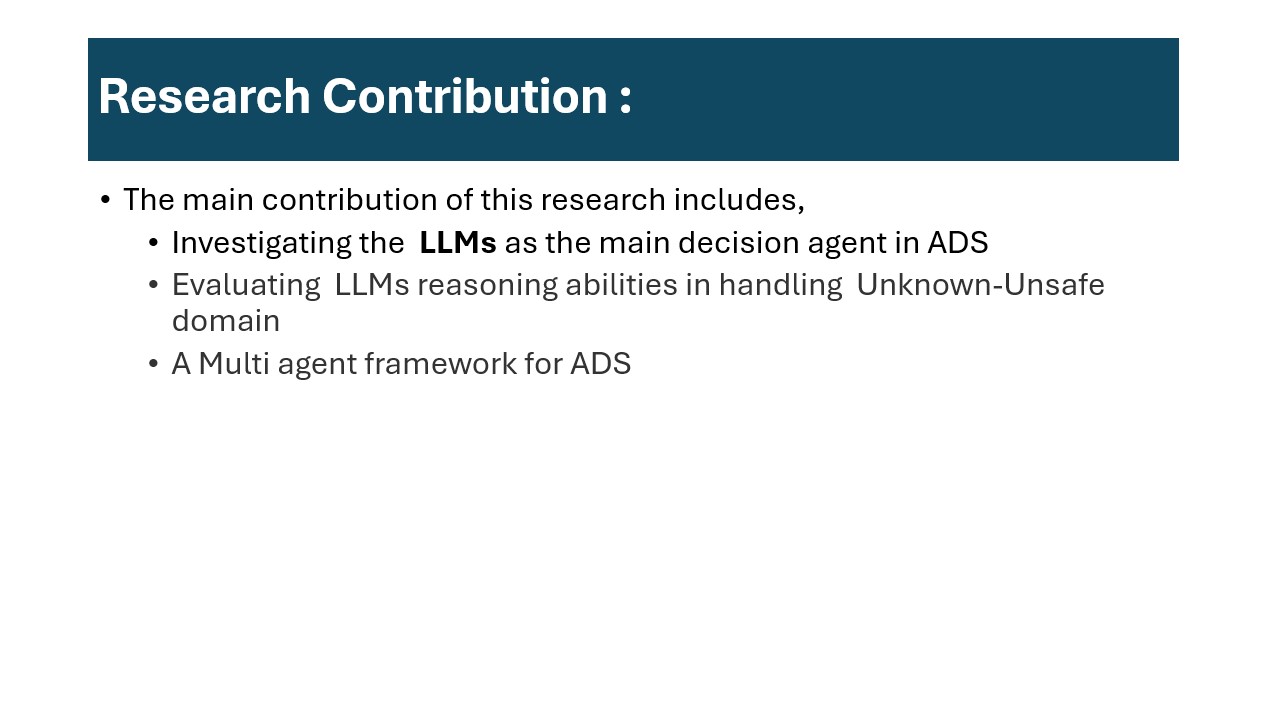 Research Contribution :
• The main contribution of this research includes,
• Investigating the  LLMs as the main decision agent in ADS
• Evaluating  LLMs reasoning abilities in handling  Unknown-Unsafe
domain
• A Multi agent framework for ADS